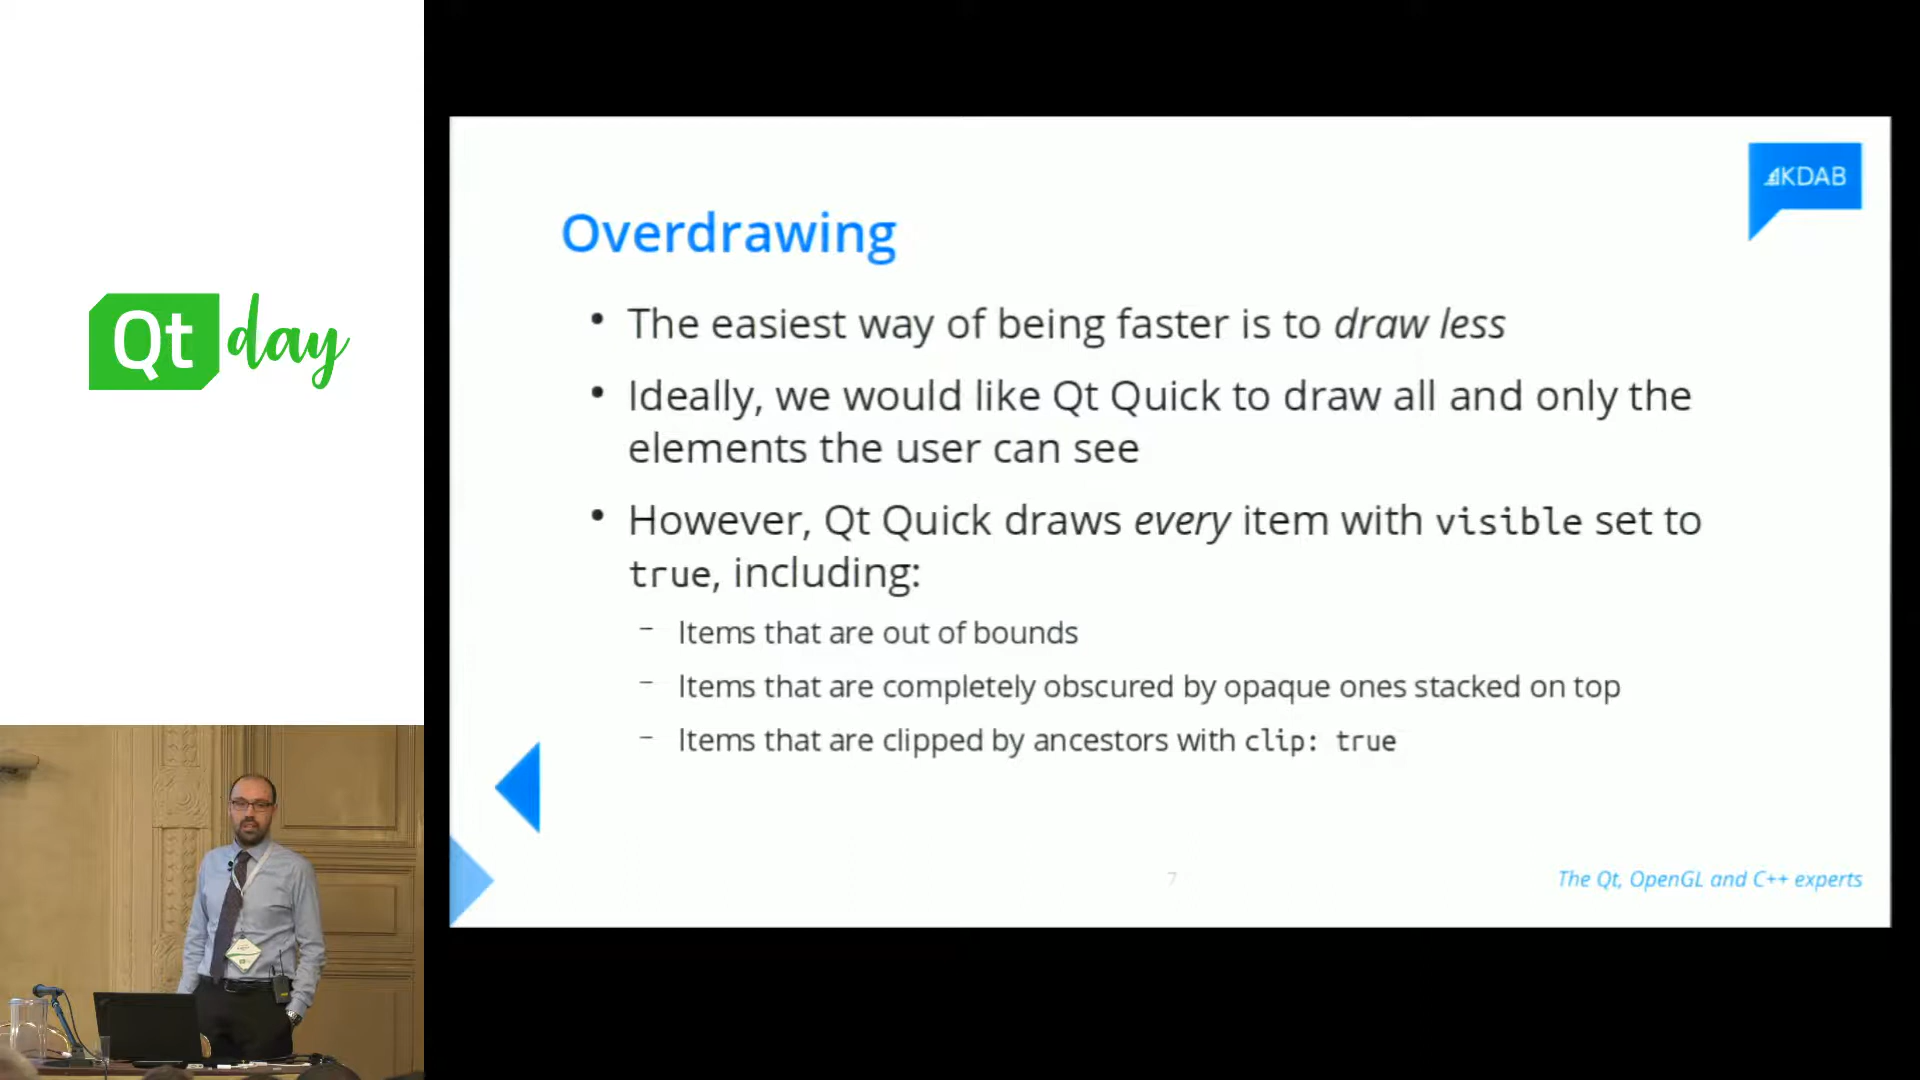 Qt day
KDAB
Overdrawing
• The easiest way of being faster is to draw less
• Ideally, we would like Qt Quick to draw all and only the
elements the user can see
• However, Qt Quick draws every item with visible set to
true, including:
– Items that are out of bounds
– Items that are completely obscured by opaque ones stacked on top
– Items that are clipped by ancestors with clip: true
7
The Qt, OpenGL and C++ experts